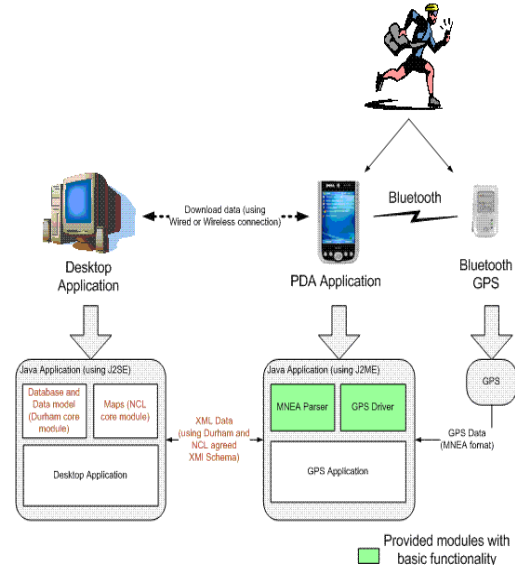 Bluetooth
Download data (using
Wired or Wireless connection)
Desktop
Application
PDA Application
Bluetooth
GPS
Java Application (using J2SE)
Database and
Data model
(Durham core
module)
Maps (NCL
core module)
Desktop Application
XML Data
(using Durham and
NCL agreed
XMl Schema)
Java Application (using J2ME)
MNEA Parser
GPS Driver
GPS Application
GPS
GPS Data
(MNEA fomat)
Provided modules with
basic functionality